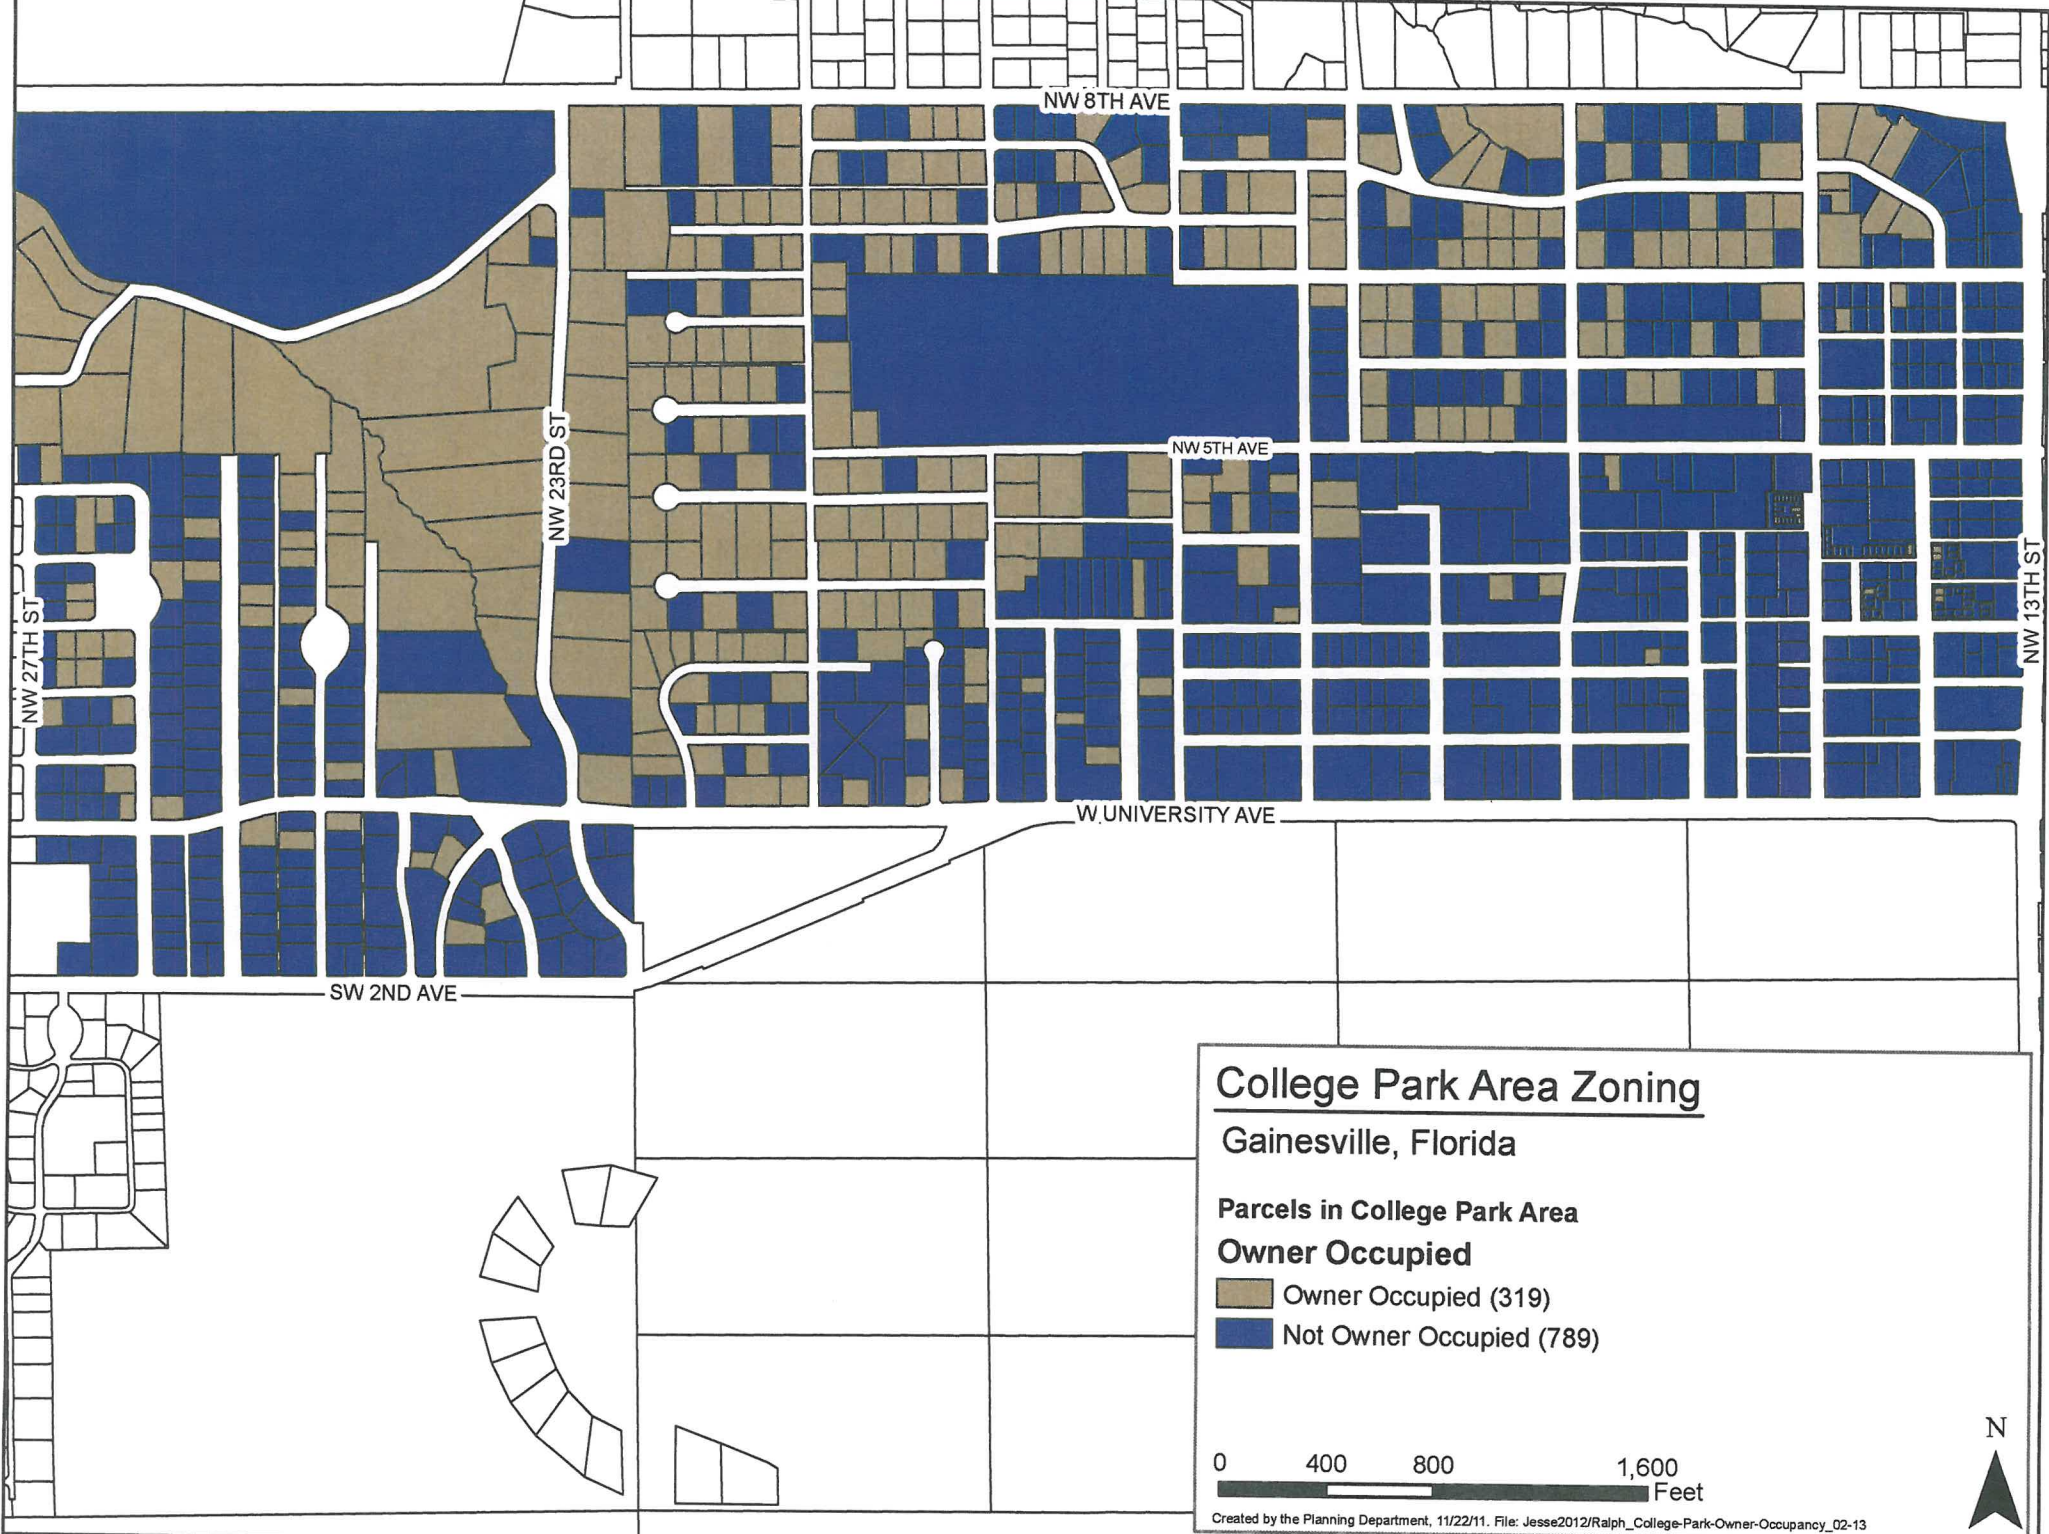 NW 8TH AVE
NW 23RD ST
NW 5TH AVE
NW 27TH ST
NW 13TH ST
W UNIVERSITY AVE
SW 2ND AVE
College Park Area Zoning
Gainesville, Florida
Parcels in College Park Area
Owner Occupied
Owner Occupied (319)
Not Owner Occupied (789)
N
0 400 800 1,600
Feet
Created by the Planning Department, 11/22/11. File: Jesse2012/Ralph_College-Park-Owner-Occupancy_02-13